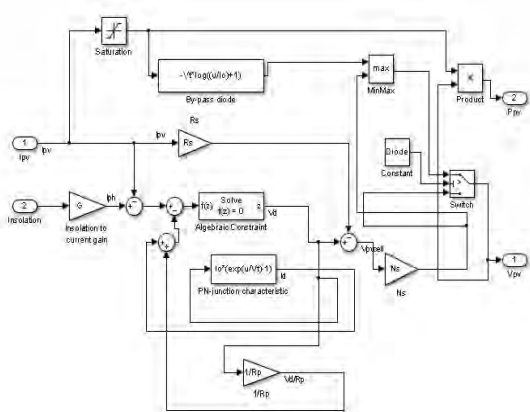 Saturation
-Vt*log((u/Io)+1)
By-pass diode
max
MinMax
X
Product
2
Ppv
Rs
Ipv
Rs
1
Ipv
Ipv
Diode
Constant
Switch
2
Insolation
G
Insolation to
current gain
Iph
f(z)
Solve
f(z) = 0
z
Algebraic Constraint
Vd
Vpvcell
Ns
Ns
1
Vpv
Io*(exp(u/Vt)-1)
Id
PN-junction characteristic
1/Rp
Vd/Rp
1/Rp